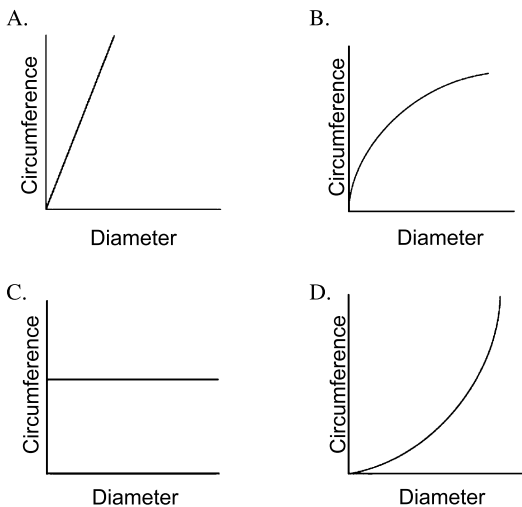 A.
Circumference
Diameter
B.
Circumference
Diameter
C.
Circumference
Diameter
D.
Circumference
Diameter